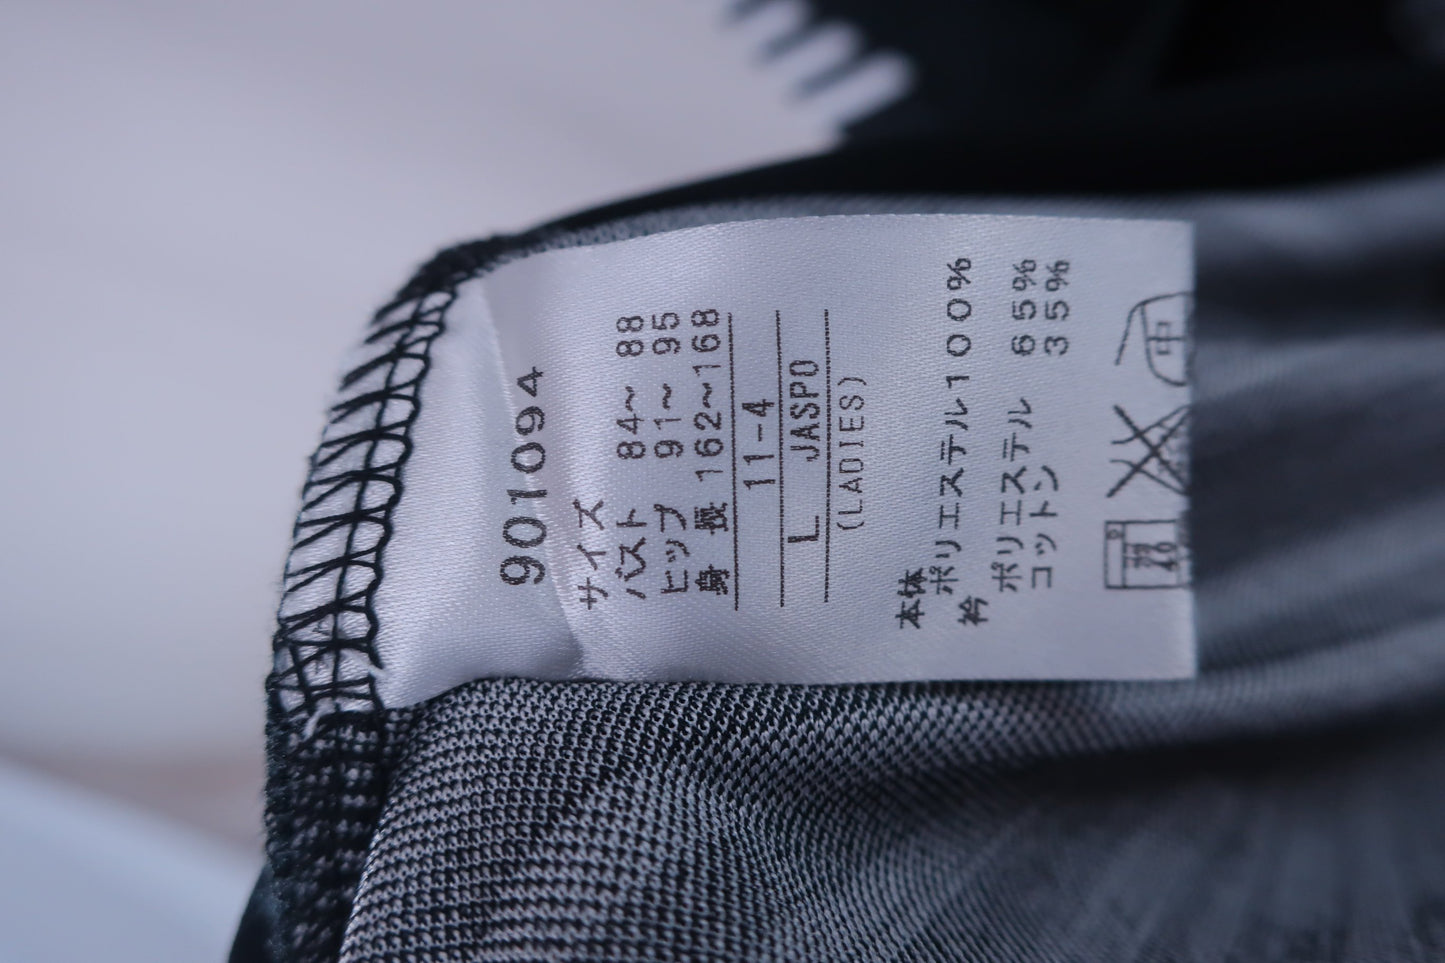 901094
サイズ
バスト 84～ 88
ヒップ 91～ 95
身長 162～168
11-4
L JASPO
(LADIES)
本体
ポリエステル100%
衿
ポリエステル 65%
コットン 35%
中
40